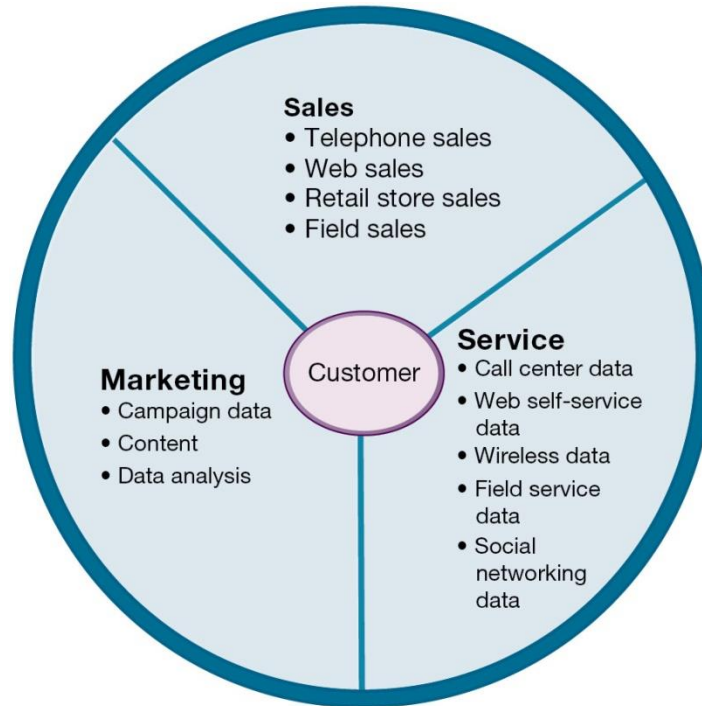 Sales
• Telephone sales
• Web sales
• Retail store sales
• Field sales
Marketing
• Campaign data
• Content
• Data analysis
Customer
Service
• Call center data
• Web self-service
data
• Wireless data
• Field service
data
• Social
networking
data